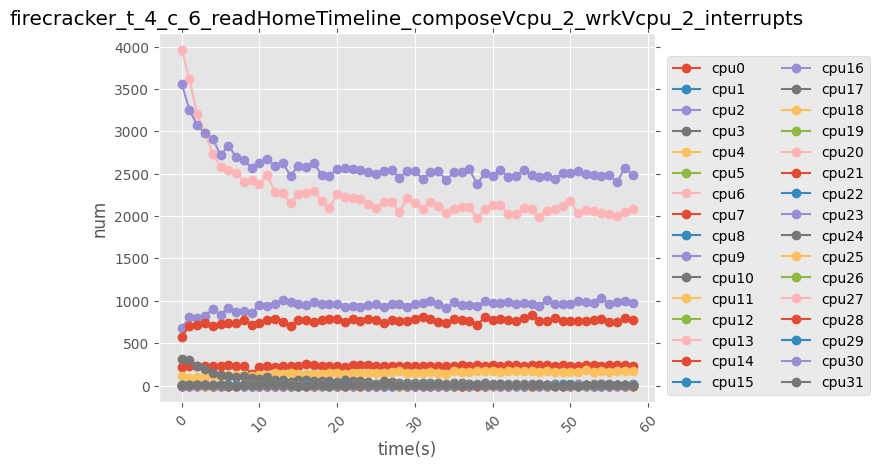 firecracker_t_4_c_6_readHomeTimeline_composeVcpu_2_wrkVcpu_2_interrupts
4000
3500
3000
2500
2000
1500
1000
500
0
num
0
10
20
30
40
50
60
time(s)
cpu0
cpu1
cpu2
cpu3
cpu4
cpu5
cpu6
cpu7
cpu8
cpu9
cpu10
cpu11
cpu12
cpu13
cpu14
cpu15
cpu16
cpu17
cpu18
cpu19
cpu20
cpu21
cpu22
cpu23
cpu24
cpu25
cpu26
cpu27
cpu28
cpu29
cpu30
cpu31